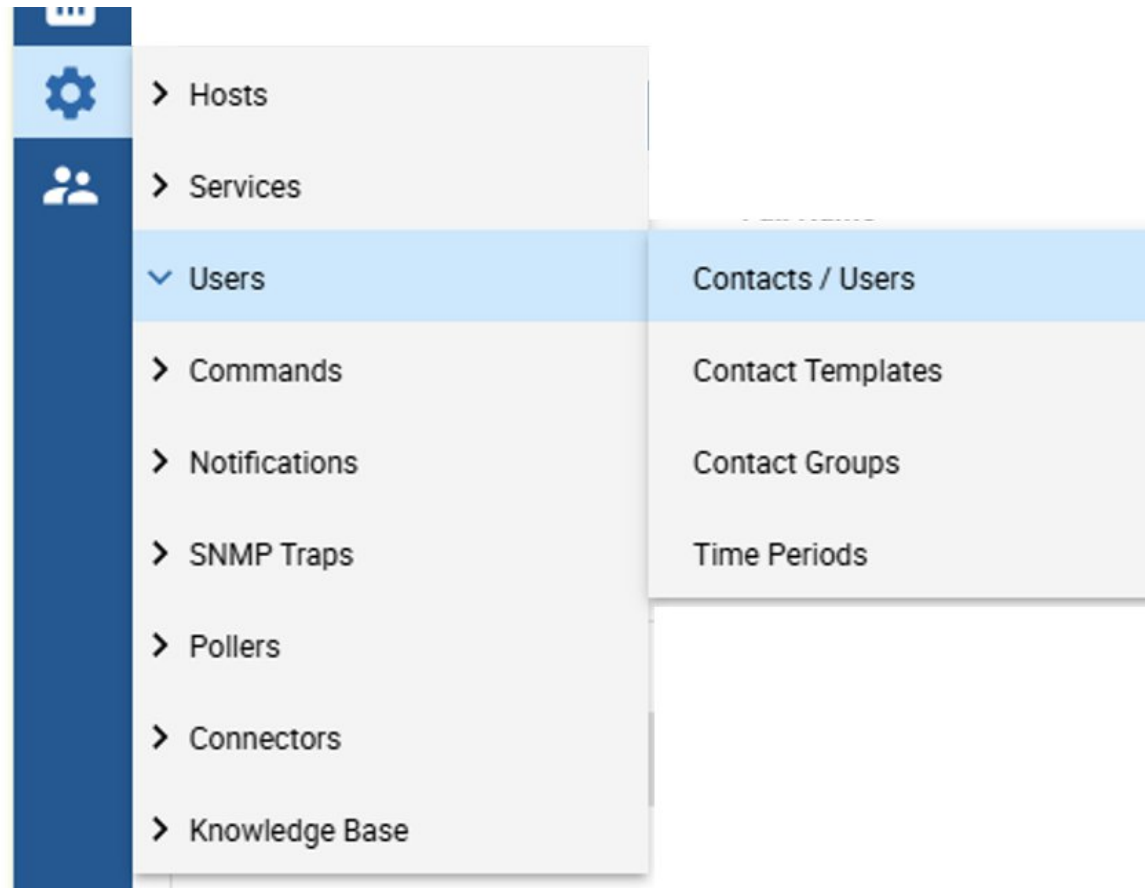 Hosts
Services
Users
Contacts / Users
Commands
Contact Templates
Notifications
Contact Groups
SNMP Traps
Time Periods
Pollers
Connectors
Knowledge Base